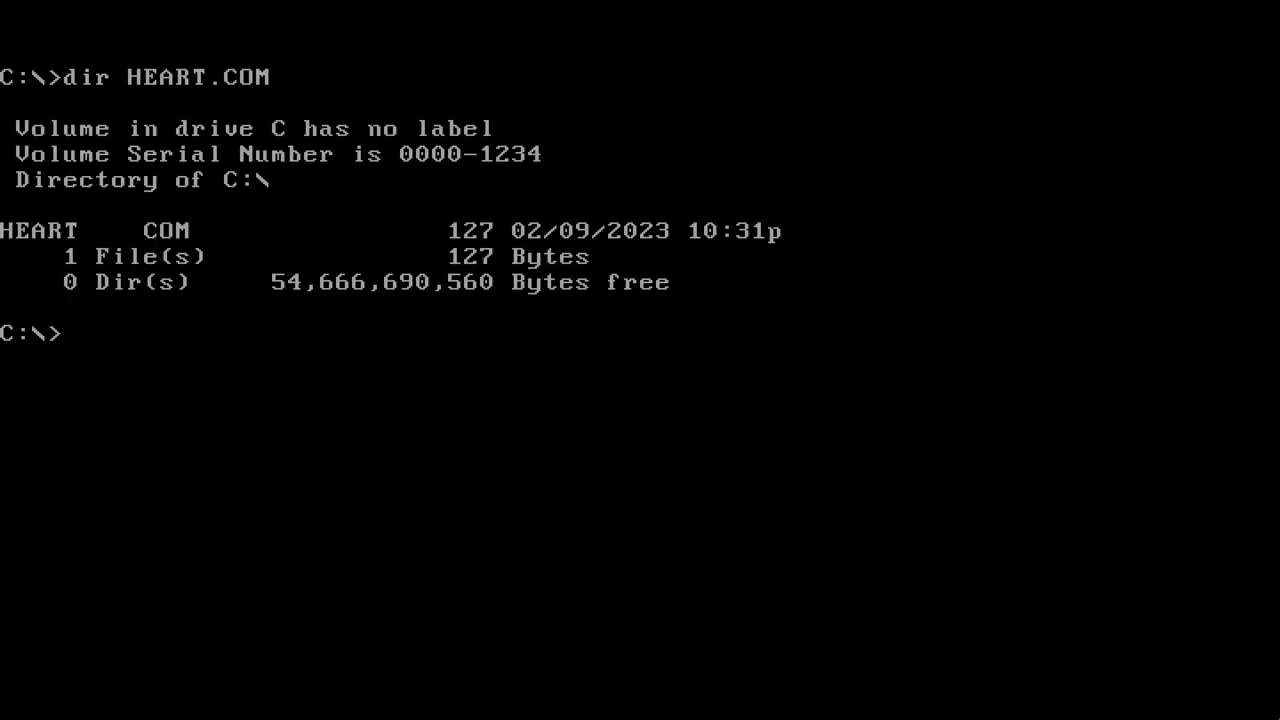 C:\>dir HEART.COM
Volume in drive C has no label
Volume Serial Number is 0000-1234
Directory of C:\
HEART    COM                127 02/09/2023 10:31p
1 File(s)               127 Bytes
0 Dir(s)    54,666,690,560 Bytes free
C:\>